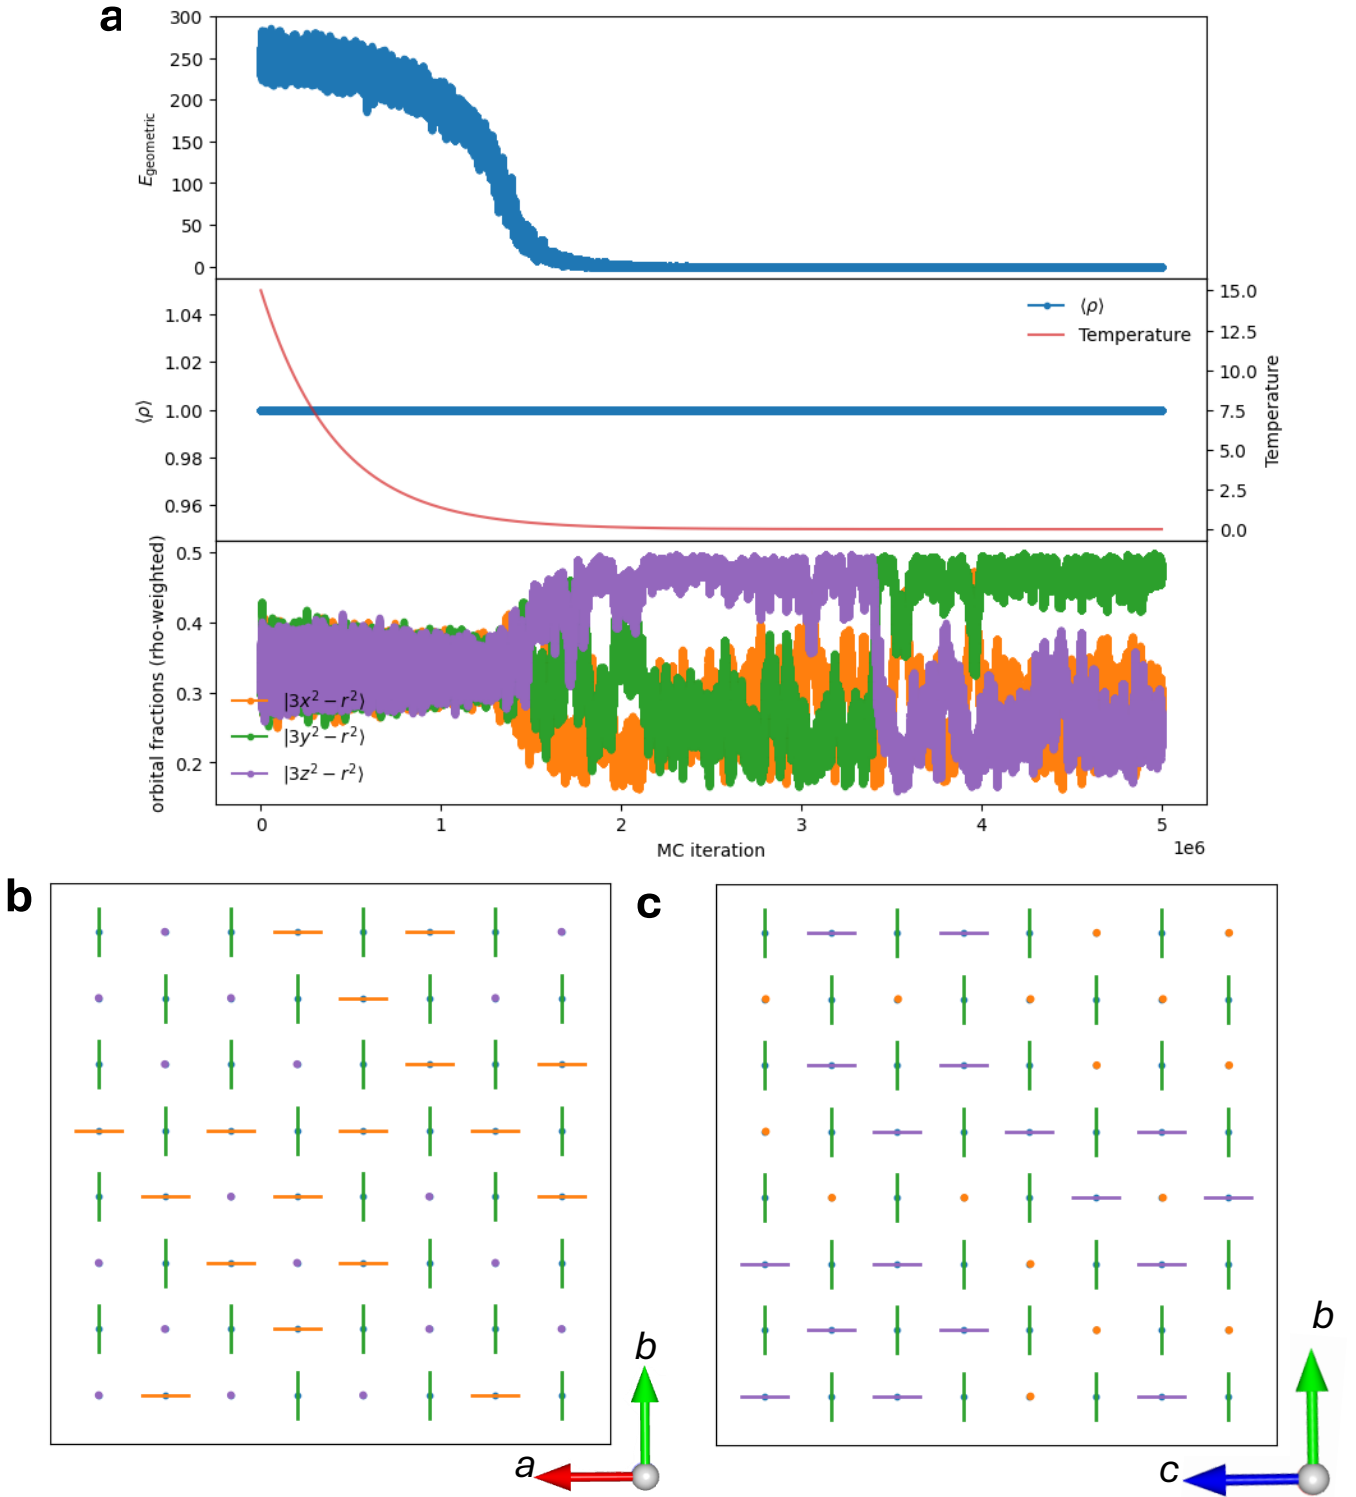 a
300
250
200
150
100
50
0
E_geometric
1.04
1.02
1.00
0.98
0.96
⟨ρ⟩
⟨ρ⟩
Temperature
15.0
12.5
10.0
7.5
5.0
2.5
0.0
Temperature
0.5
0.4
0.3
0.2
orbital fractions (rho-weighted)
|3x² − r²⟩
|3y² − r²⟩
|3z² − r²⟩
0 1 2 3 4 5
1e6
MC iteration
b
c
b
a
b
c